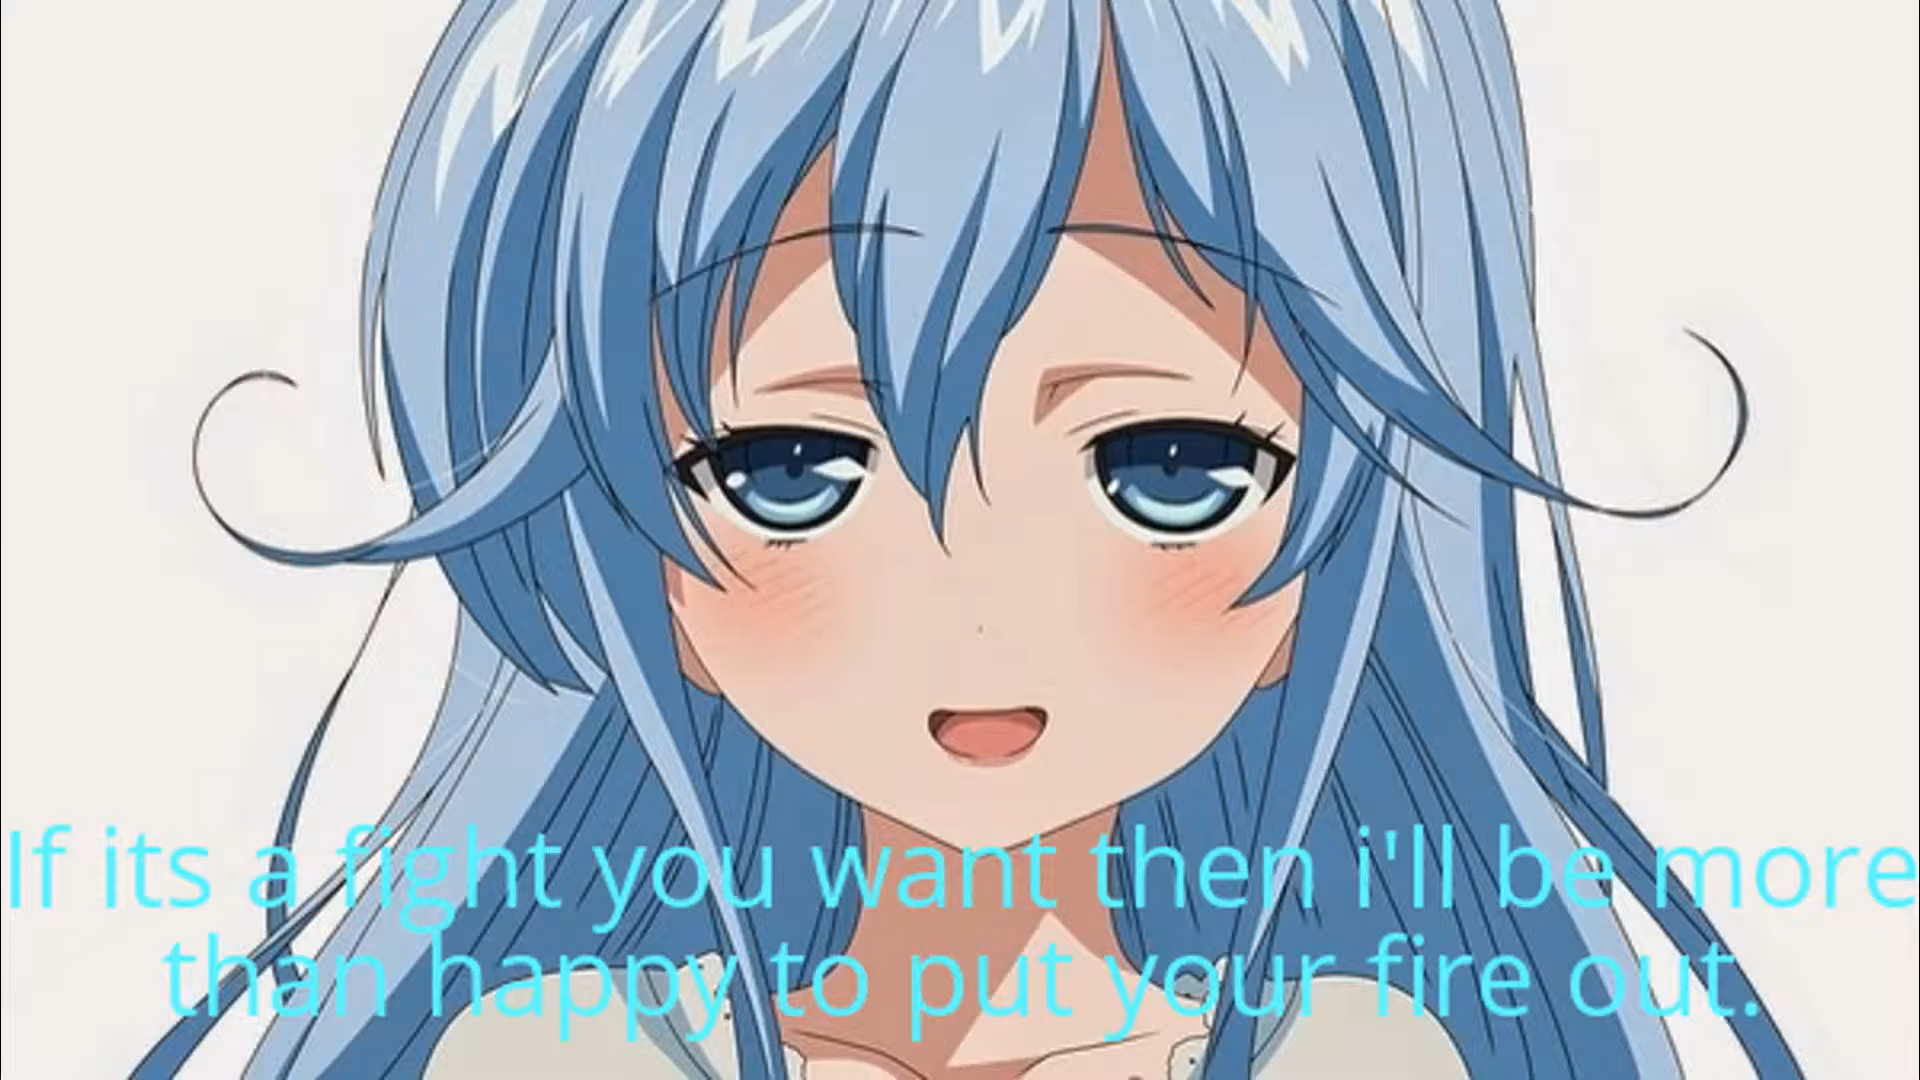 If its a fight you want then i'll be more
than happy to put your fire out.